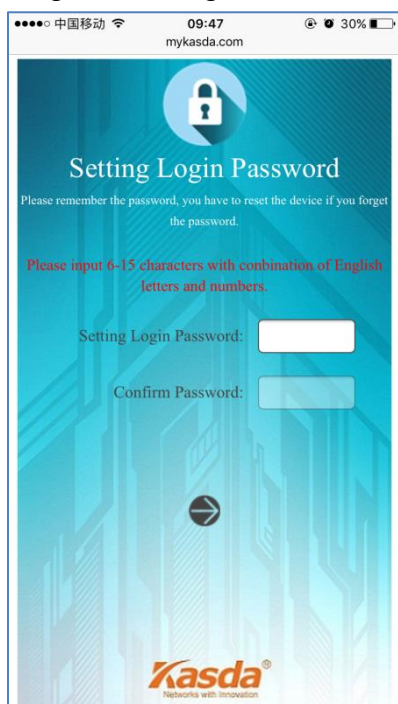 中国移动 09:47 30%
mykasda.com
Setting Login Password
Please remember the password, you have to reset the device if you forget
the password.
Please input 6-15 characters with conbination of English
letters and numbers.
Setting Login Password:
Confirm Password:
Kasda®
Networks with Innovation